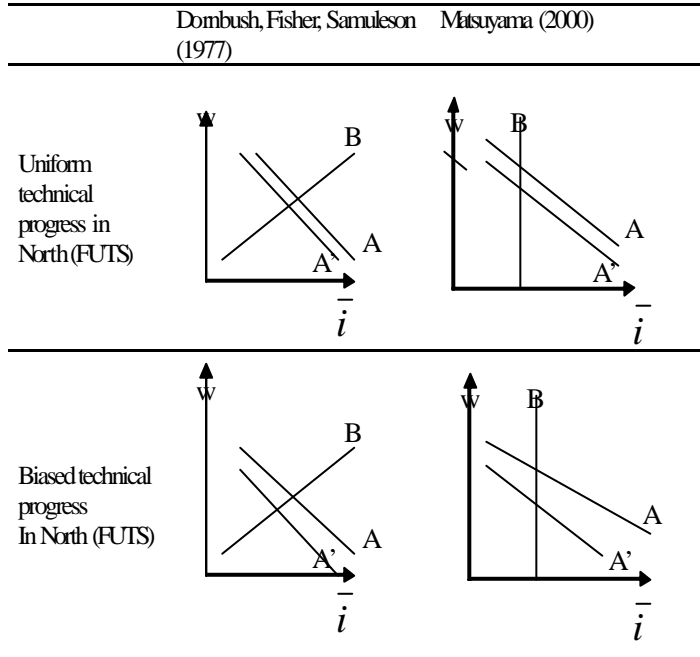 Dornbush, Fisher, Samuleson Matsuyama (2000)
(1977)
w B w B
Uniform
technical
progress in
North (FUTS)
A A
A' A'
i i
w B w B
Biased technical
progress
In North (FUTS)
A A
A' A'
i i